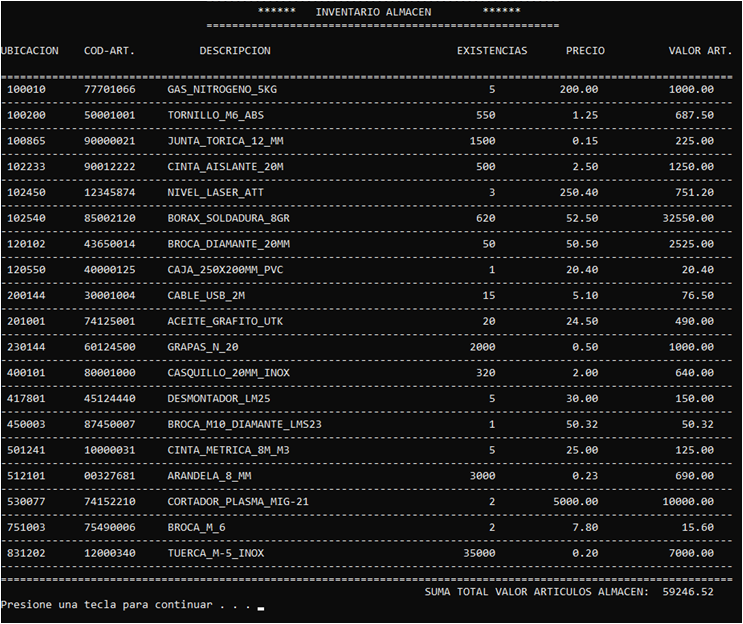 ****** INVENTARIO ALMACEN ******
=======================================================
UBICACION COD-ART. DESCRIPCION EXISTENCIAS PRECIO VALOR ART.
==================================================================================================================
100010 77701066 GAS_NITROGENO_5KG 5 200.00 1000.00
------------------------------------------------------------------------------------------------------------------
100200 50001001 TORNILLO_M6_ABS 550 1.25 687.50
------------------------------------------------------------------------------------------------------------------
100865 90000021 JUNTA_TORICA_12_MM 1500 0.15 225.00
------------------------------------------------------------------------------------------------------------------
102233 90012222 CINTA_AISLANTE_20M 500 2.50 1250.00
------------------------------------------------------------------------------------------------------------------
102450 12345874 NIVEL_LASER_ATT 3 250.40 751.20
------------------------------------------------------------------------------------------------------------------
102540 85002120 BORAX_SOLDADURA_8GR 620 52.50 32550.00
------------------------------------------------------------------------------------------------------------------
120102 43650014 BROCA_DIAMANTE_20MM 50 50.50 2525.00
------------------------------------------------------------------------------------------------------------------
120550 40000125 CAJA_250X200MM_PVC 1 20.40 20.40
------------------------------------------------------------------------------------------------------------------
200144 30001004 CABLE_USB_2M 15 5.10 76.50
------------------------------------------------------------------------------------------------------------------
201001 74125001 ACEITE_GRAFITO_UTK 20 24.50 490.00
------------------------------------------------------------------------------------------------------------------
230144 60124500 GRAPAS_N_20 2000 0.50 1000.00
------------------------------------------------------------------------------------------------------------------
400101 80001000 CASQUILLO_20MM_INOX 320 2.00 640.00
------------------------------------------------------------------------------------------------------------------
417801 45124440 DESMONTADOR_LM25 5 30.00 150.00
------------------------------------------------------------------------------------------------------------------
450003 87450007 BROCA_M10_DIAMANTE_LMS23 1 50.32 50.32
------------------------------------------------------------------------------------------------------------------
501241 10000031 CINTA_METRICA_8M_M3 5 25.00 125.00
------------------------------------------------------------------------------------------------------------------
512101 00327681 ARANDELA_8_MM 3000 0.23 690.00
------------------------------------------------------------------------------------------------------------------
530077 74152210 CORTADOR_PLASMA_MIG-21 2 5000.00 10000.00
------------------------------------------------------------------------------------------------------------------
751003 75490006 BROCA_M_6 2 7.80 15.60
------------------------------------------------------------------------------------------------------------------
831202 12000340 TUERCA_M-5_INOX 35000 0.20 7000.00
------------------------------------------------------------------------------------------------------------------
==================================================================================================================
SUMA TOTAL VALOR ARTICULOS ALMACEN: 59246.52
Presione una tecla para continuar . . . _